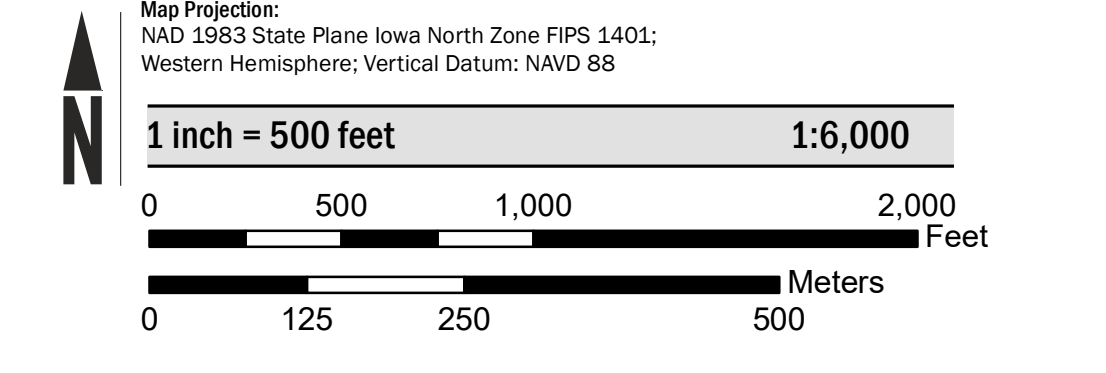 Map Projection:
NAD 1983 State Plane Iowa North Zone FIPS 1401;
Western Hemisphere; Vertical Datum: NAVD 88
N
1 inch = 500 feet 1:6,000
0 500 1,000 2,000
Feet
Meters
0 125 250 500